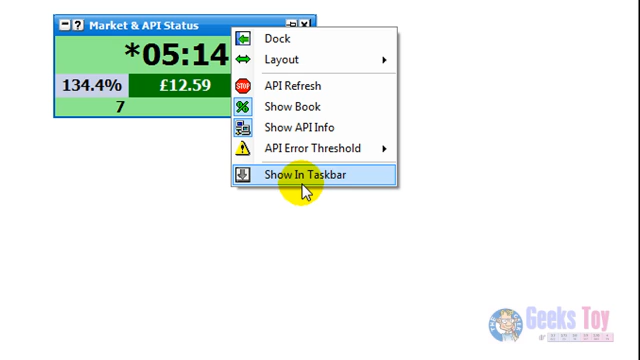 Market & API Status
*05:14
134.4% £12.59
7
Dock
Layout
API Refresh
Show Book
Show API Info
API Error Threshold
Show In Taskbar
STOP
Geeks Toy